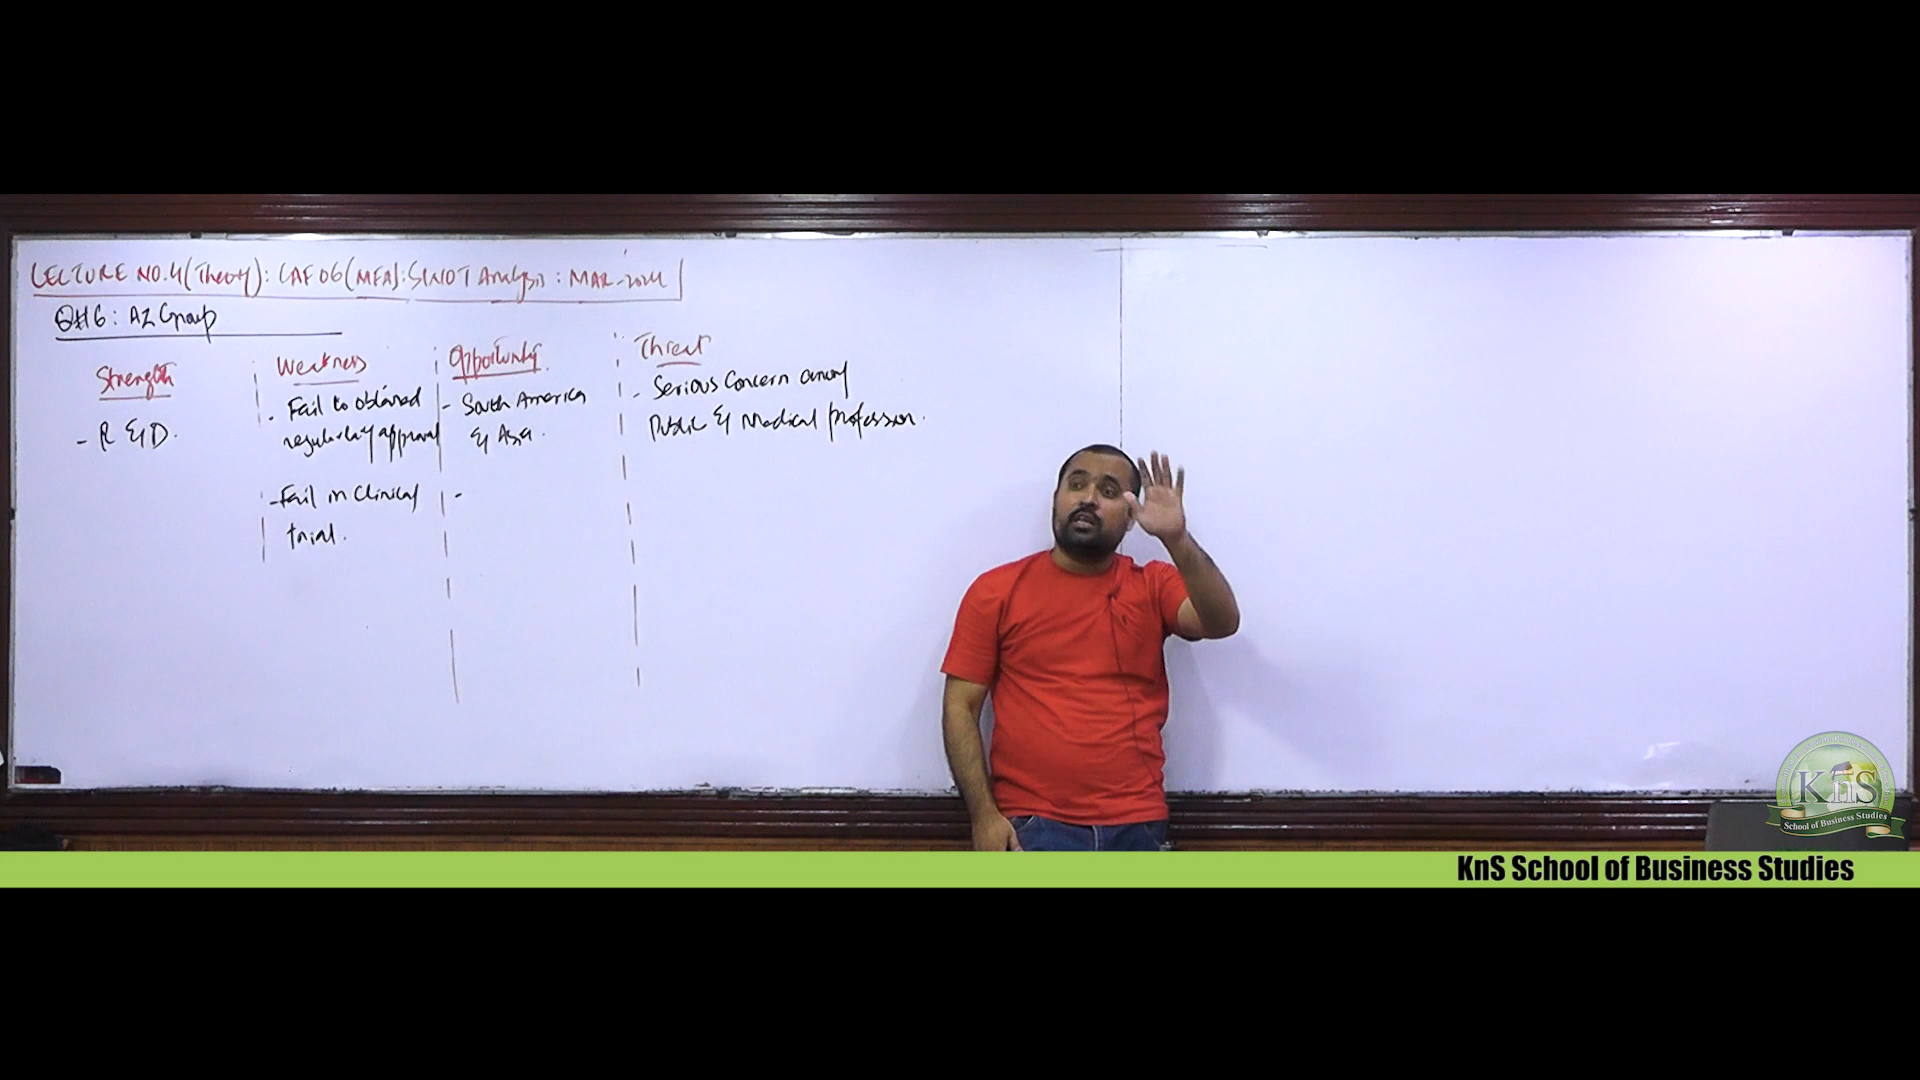 LECTURE NO.4(Theory): CAF 06(MFA): SWOT Analysis: MAR-2024
Q#6: AZ Group
Strength
- R & D.
Weakness
- Fail to obtained
regulatory approval
- Fail in Clinical
trial.
Opportunity
- South America
& Asia.
-
Threat
- Serious Concern among
Public & Medical profession.
KnS
School of Business Studies
KnS School of Business Studies